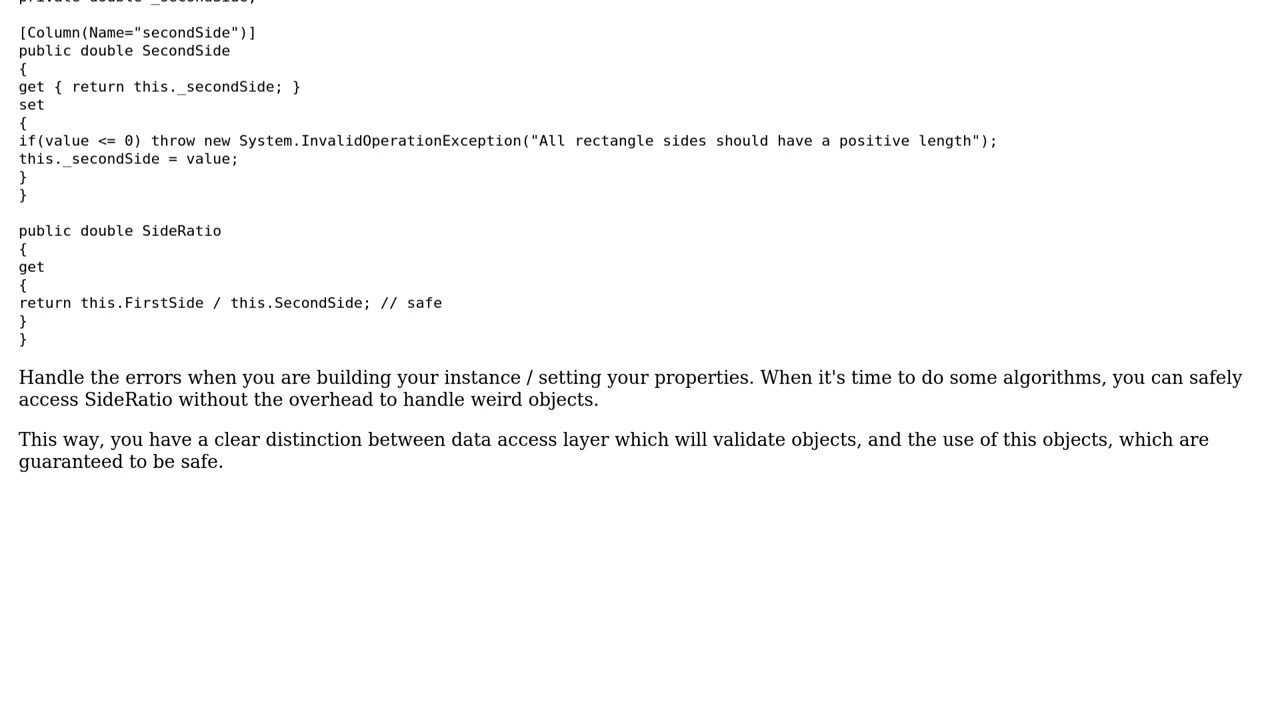 private double _secondSide;
[Column(Name="secondSide")]
public double SecondSide
{
get { return this._secondSide; }
set
{
if(value <= 0) throw new System.InvalidOperationException("All rectangle sides should have a positive length");
this._secondSide = value;
}
}
public double SideRatio
{
get
{
return this.FirstSide / this.SecondSide; // safe
}
}
Handle the errors when you are building your instance / setting your properties. When it's time to do some algorithms, you can safely
access SideRatio without the overhead to handle weird objects.
This way, you have a clear distinction between data access layer which will validate objects, and the use of this objects, which are
guaranteed to be safe.